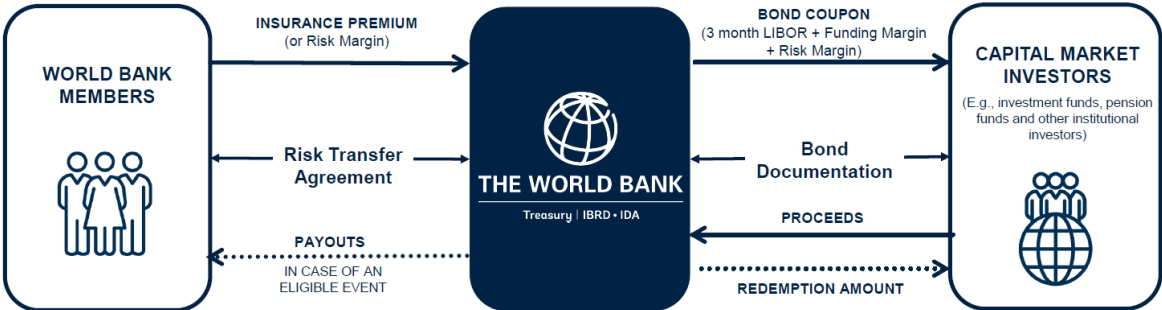 WORLD BANK
MEMBERS
INSURANCE PREMIUM
(or Risk Margin)
Risk Transfer
Agreement
PAYOUTS
IN CASE OF AN
ELIGIBLE EVENT
THE WORLD BANK
Treasury | IBRD • IDA
BOND COUPON
(3 month LIBOR + Funding Margin
+ Risk Margin)
Bond
Documentation
PROCEEDS
REDEMPTION AMOUNT
CAPITAL MARKET
INVESTORS
(E.g., investment funds, pension
funds and other institutional
investors)